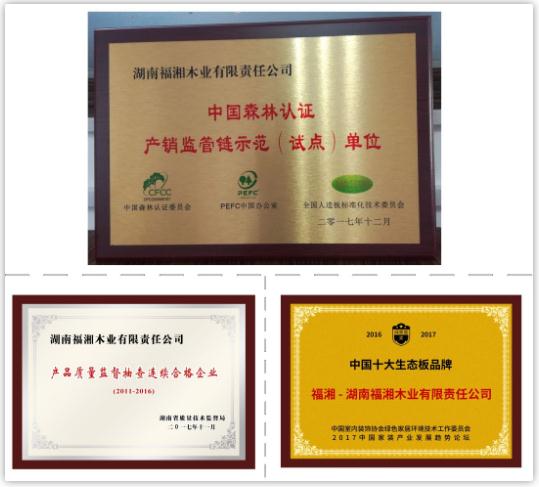 湖南福湘木业有限责任公司
中国森林认证
产销监管链示范（试点）单位
CFCC
PEFC
中国森林认证委员会
PEFC中国办公室
全国人造板标准化技术委员会
二零一七年十二月
湖南福湘木业有限责任公司
产品质量监督抽查连续合格企业
(2011-2016)
湖南省质量技术监督局
二〇一七年十一月
2016 2017
中国十大生态板品牌
福湘-湖南福湘木业有限责任公司
中国室内装饰协会绿色家居环境技术工作委员会
2017中国家装产业发展趋势论坛